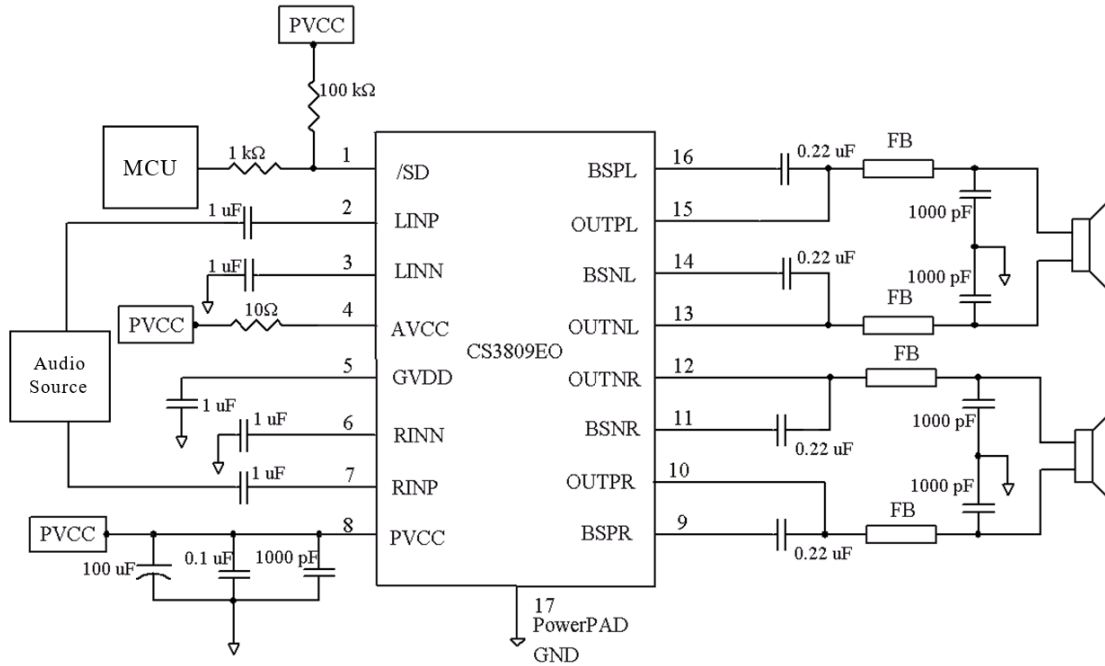 PVCC
100 kΩ
MCU
1 kΩ
1
/SD
1 uF
2
LINP
1 uF
3
LINN
PVCC
10Ω
4
AVCC
Audio
Source
5
GVDD
1 uF
6
RINN
1 uF
7
RINP
PVCC
8
PVCC
100 uF
0.1 uF
1000 pF
CS3809EO
17
PowerPAD
GND
BSPL
16
0.22 uF
FB
OUTPL
15
1000 pF
BSNL
14
0.22 uF
1000 pF
OUTNL
13
FB
OUTNR
12
FB
BSNR
11
0.22 uF
1000 pF
OUTPR
10
1000 pF
BSPR
9
0.22 uF
FB
1 uF